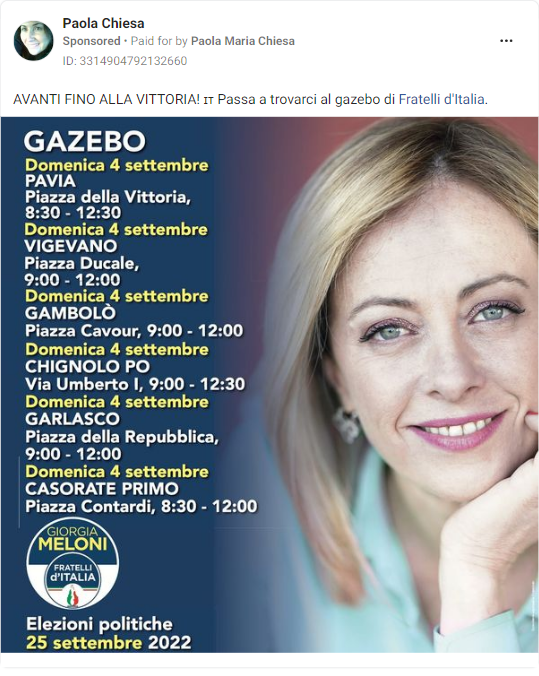 Paola Chiesa
Sponsored • Paid for by Paola Maria Chiesa
ID: 3314904792132660
AVANTI FINO ALLA VITTORIA! IT Passa a trovarci al gazebo di Fratelli d'Italia.
GAZEBO
Domenica 4 settembre
PAVIA
Piazza della Vittoria,
8:30 - 12:30
Domenica 4 settembre
VIGEVANO
Piazza Ducale,
9:00 - 12:00
Domenica 4 settembre
GAMBOLÒ
Piazza Cavour, 9:00 - 12:00
Domenica 4 settembre
CHIGNOLO PO
Via Umberto I, 9:00 - 12:30
Domenica 4 settembre
GARLASCO
Piazza della Repubblica,
9:00 - 12:00
Domenica 4 settembre
CASORATE PRIMO
Piazza Contardi, 8:30 - 12:00
GIORGIA
MELONI
FRATELLI
d'ITALIA
Elezioni politiche
25 settembre 2022